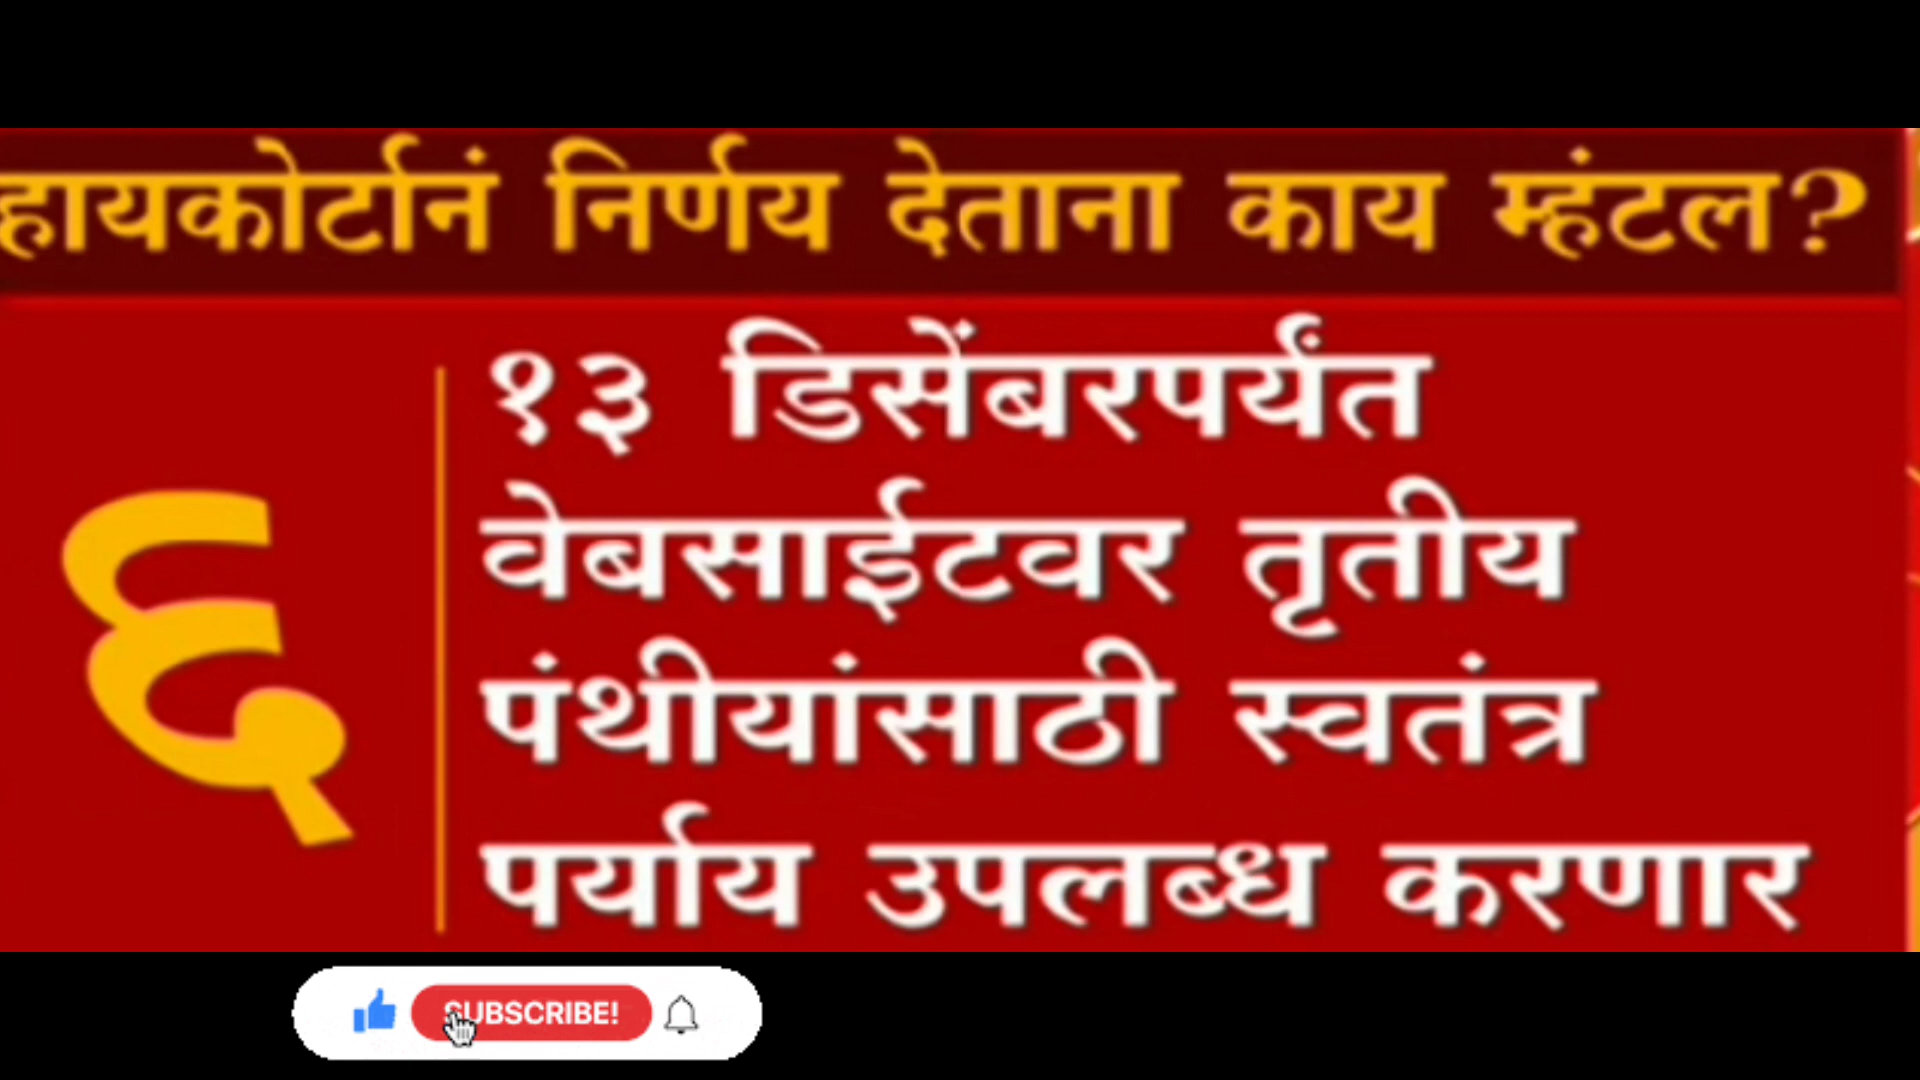 हायकोर्टानं निर्णय देताना काय म्हंटल?
६
१३ डिसेंबरपर्यंत
वेबसाईटवर तृतीय
पंथीयांसाठी स्वतंत्र
पर्याय उपलब्ध करणार
SUBSCRIBE!